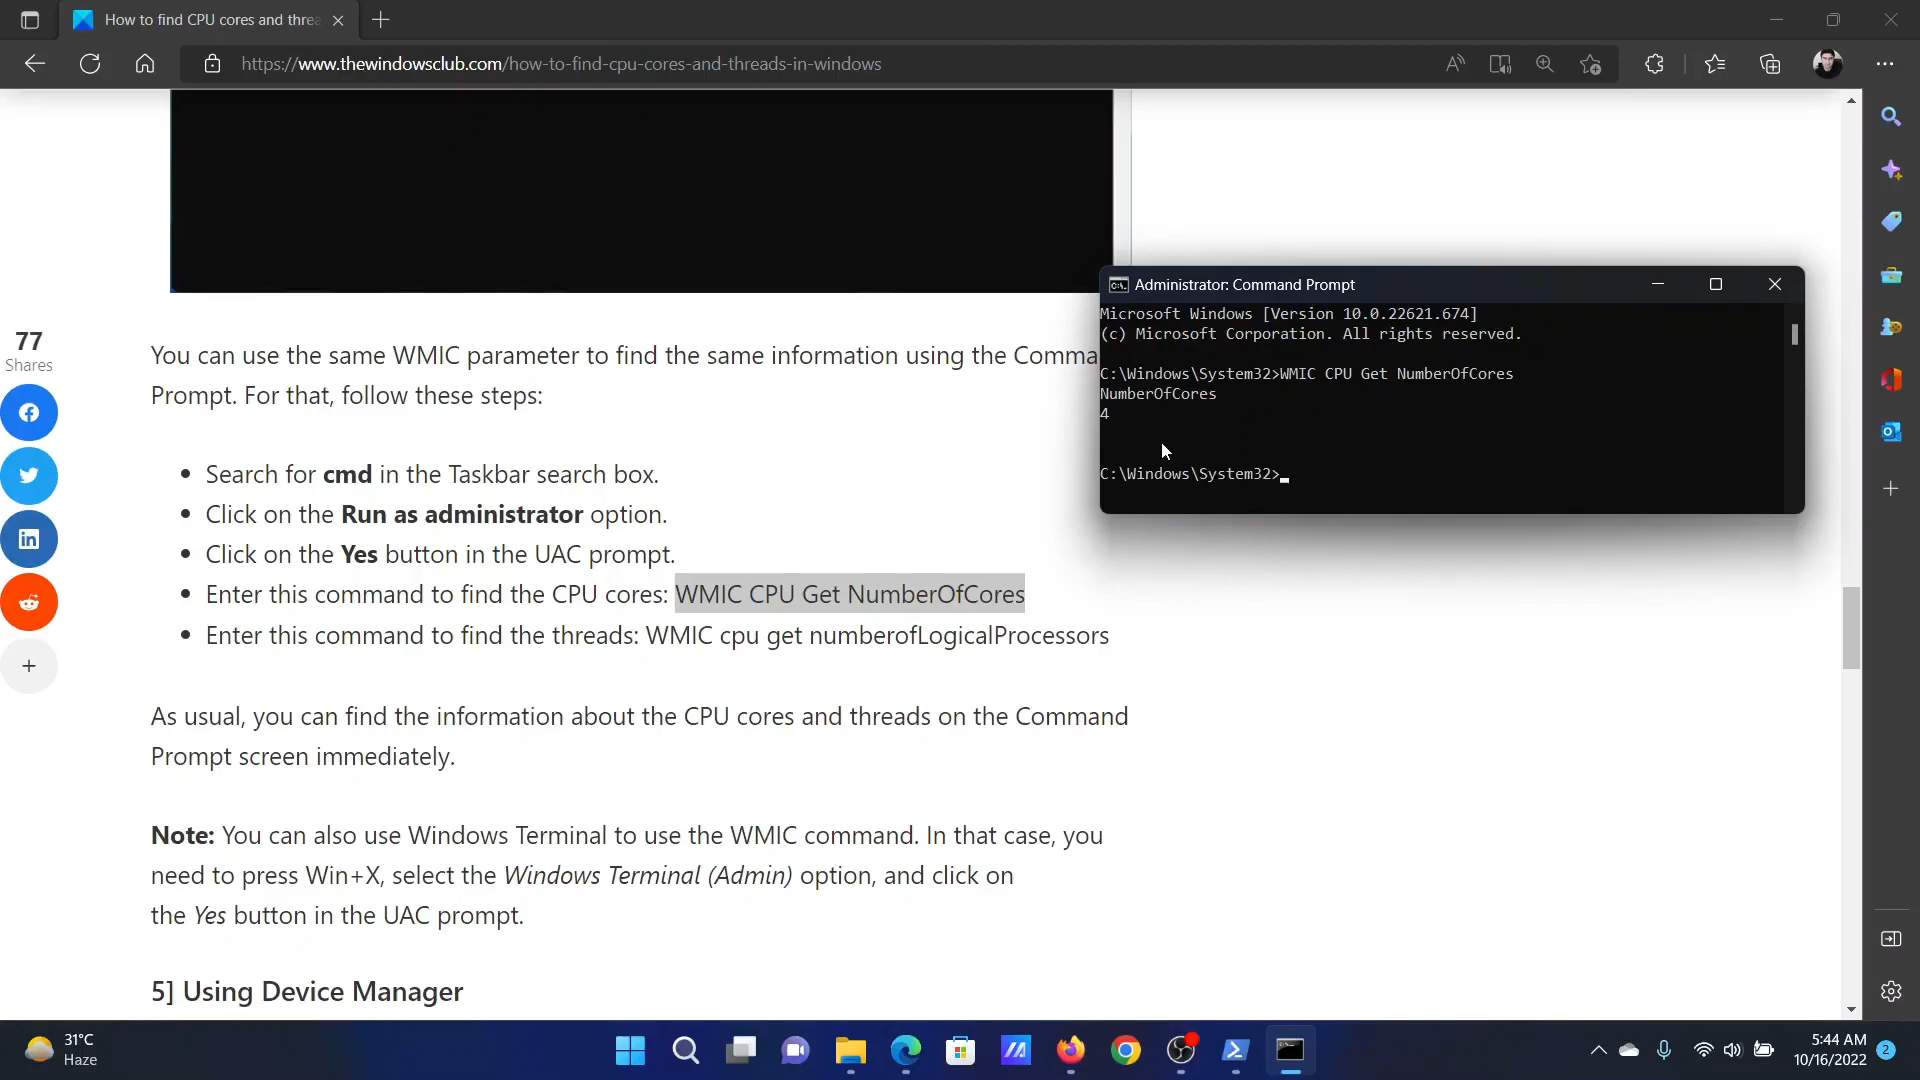 How to find CPU cores and threa
https://www.thewindowsclub.com/how-to-find-cpu-cores-and-threads-in-windows
Administrator: Command Prompt
Microsoft Windows [Version 10.0.22621.674]
(c) Microsoft Corporation. All rights reserved.
C:\Windows\System32>WMIC CPU Get NumberOfCores
NumberOfCores
4
C:\Windows\System32>
77
Shares
You can use the same WMIC parameter to find the same information using the Comma
Prompt. For that, follow these steps:
• Search for cmd in the Taskbar search box.
• Click on the Run as administrator option.
• Click on the Yes button in the UAC prompt.
• Enter this command to find the CPU cores: WMIC CPU Get NumberOfCores
• Enter this command to find the threads: WMIC cpu get numberofLogicalProcessors
As usual, you can find the information about the CPU cores and threads on the Command
Prompt screen immediately.
Note: You can also use Windows Terminal to use the WMIC command. In that case, you
need to press Win+X, select the Windows Terminal (Admin) option, and click on
the Yes button in the UAC prompt.
5] Using Device Manager
31°C
Haze
5:44 AM
10/16/2022
2